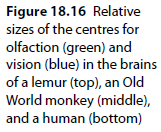 Figure 18.16 Relative
sizes of the centres for
olfaction (green) and
vision (blue) in the brains
of a lemur (top), an Old
World monkey (middle),
and a human (bottom)